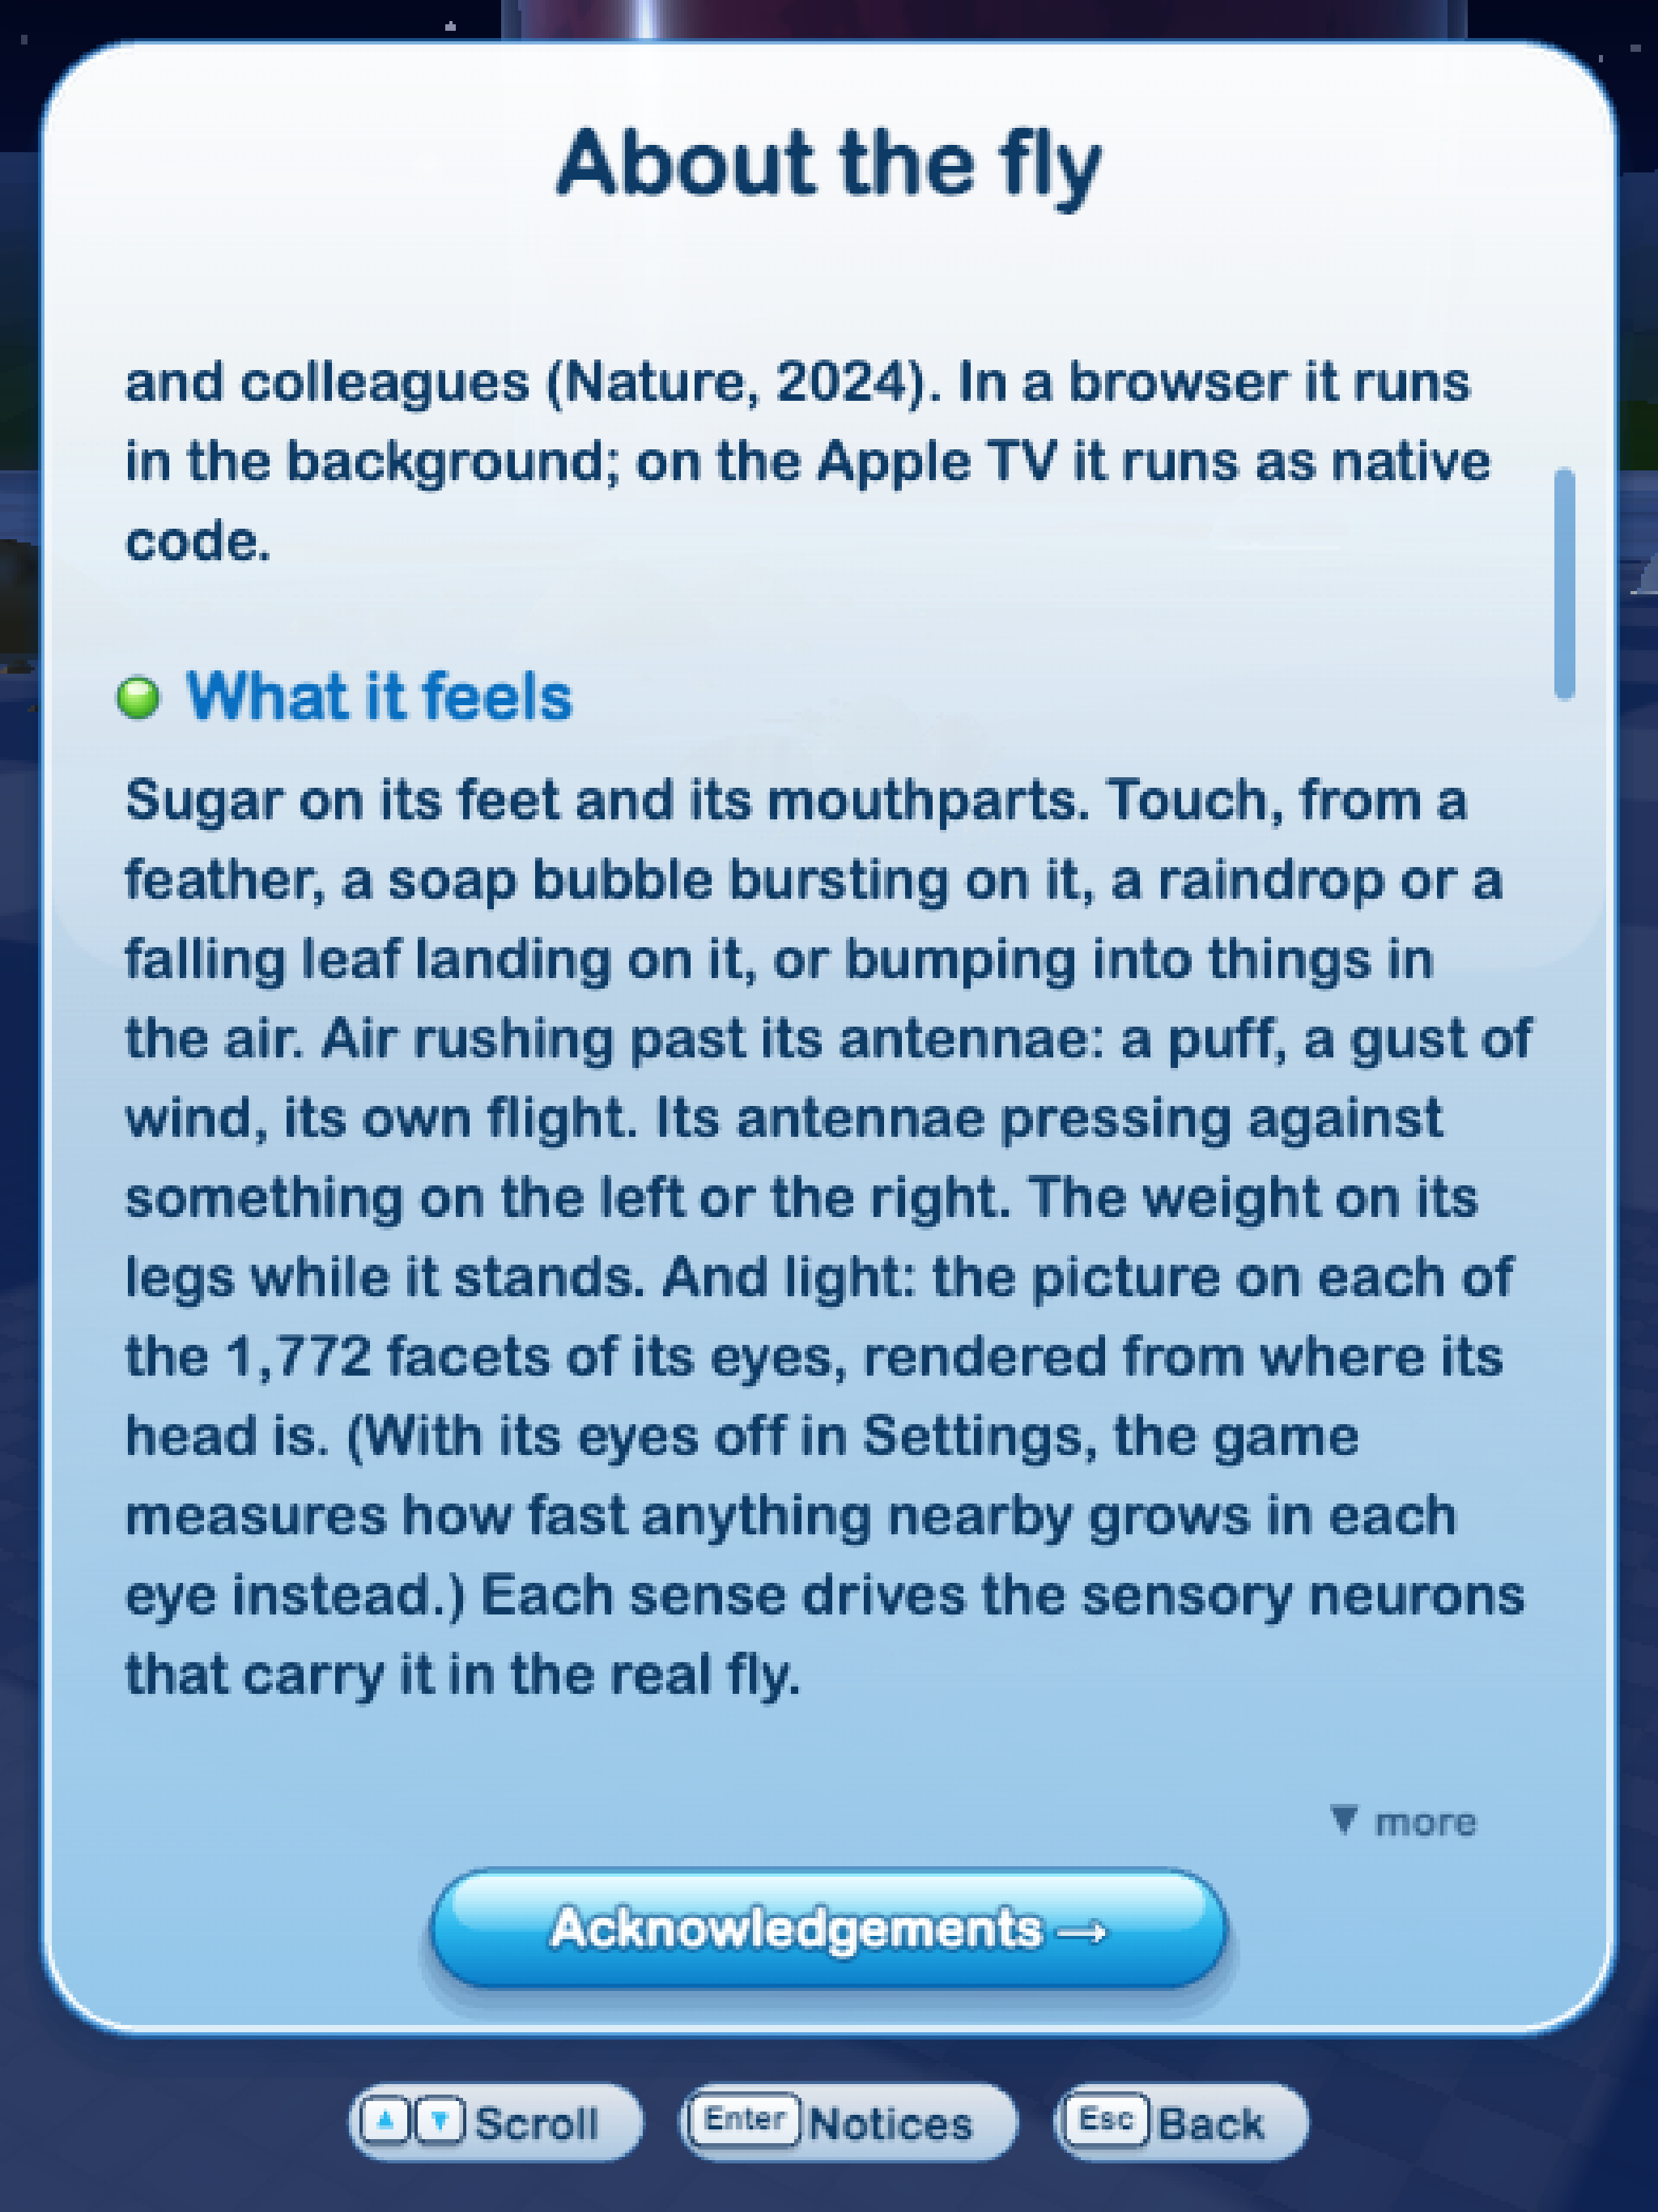 About the fly
and colleagues (Nature, 2024). In a browser it runs
in the background; on the Apple TV it runs as native
code.
What it feels
Sugar on its feet and its mouthparts. Touch, from a
feather, a soap bubble bursting on it, a raindrop or a
falling leaf landing on it, or bumping into things in
the air. Air rushing past its antennae: a puff, a gust of
wind, its own flight. Its antennae pressing against
something on the left or the right. The weight on its
legs while it stands. And light: the picture on each of
the 1,772 facets of its eyes, rendered from where its
head is. (With its eyes off in Settings, the game
measures how fast anything nearby grows in each
eye instead.) Each sense drives the sensory neurons
that carry it in the real fly.
▼ more
Acknowledgements →
▲ ▼ Scroll Enter Notices Esc Back